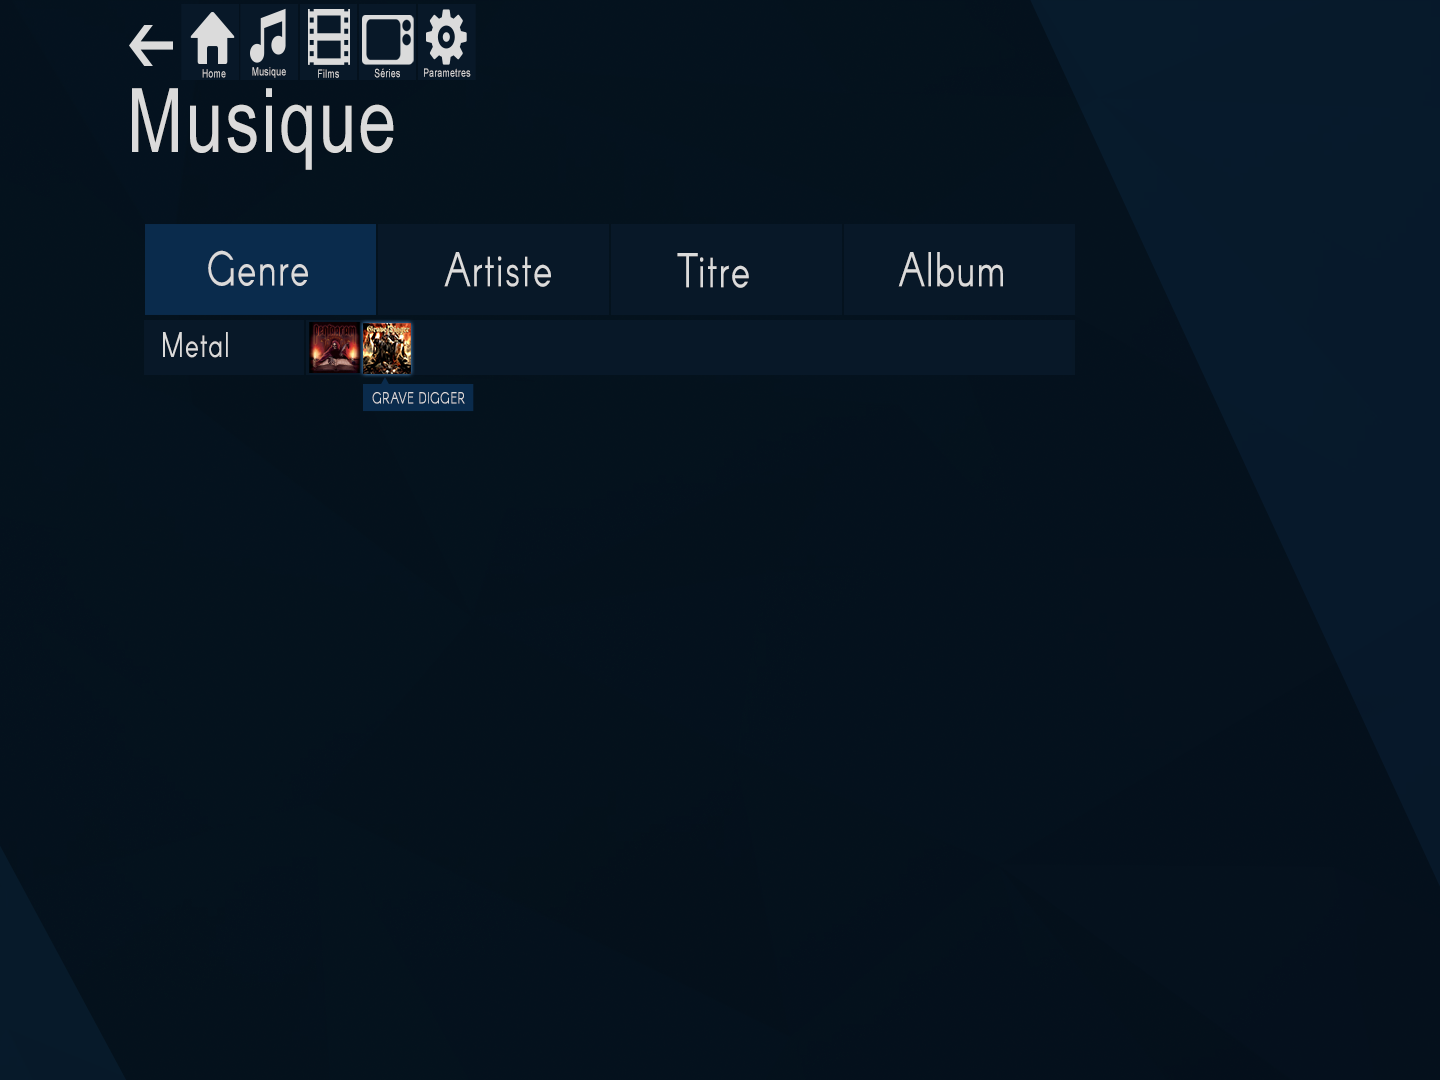 Home Musique Films Séries Parametres
Musique
Genre Artiste Titre Album
Metal
GRAVE DIGGER